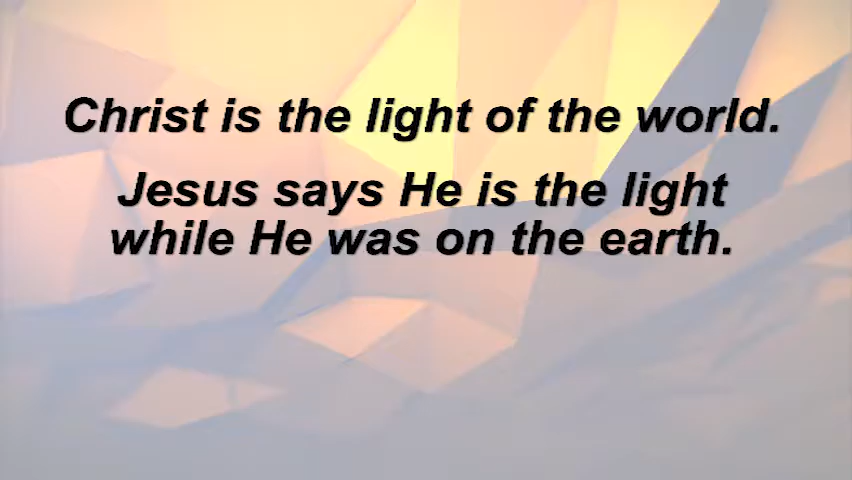 Christ is the light of the world.
Jesus says He is the light
while He was on the earth.